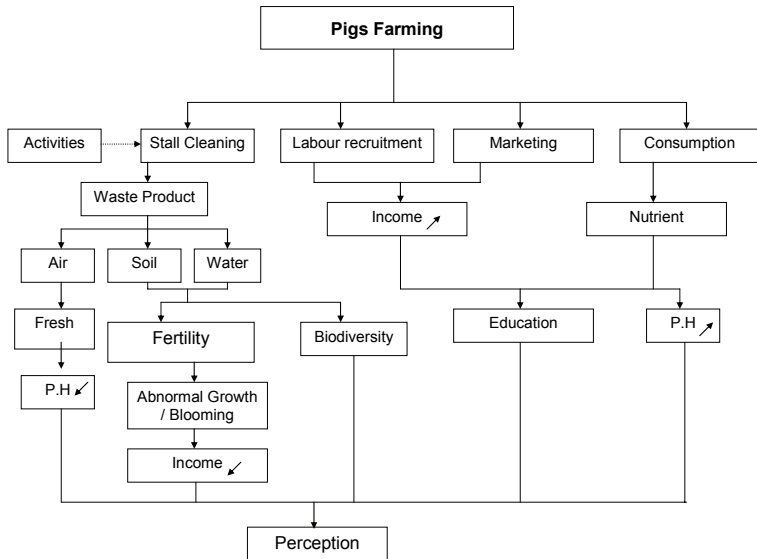 Pigs Farming
Activities
Stall Cleaning
Labour recruitment
Marketing
Consumption
Waste Product
Income
Nutrient
Air
Soil
Water
Fresh
Fertility
Biodiversity
Education
P.H
P.H
Abnormal Growth
/ Blooming
Income
Perception